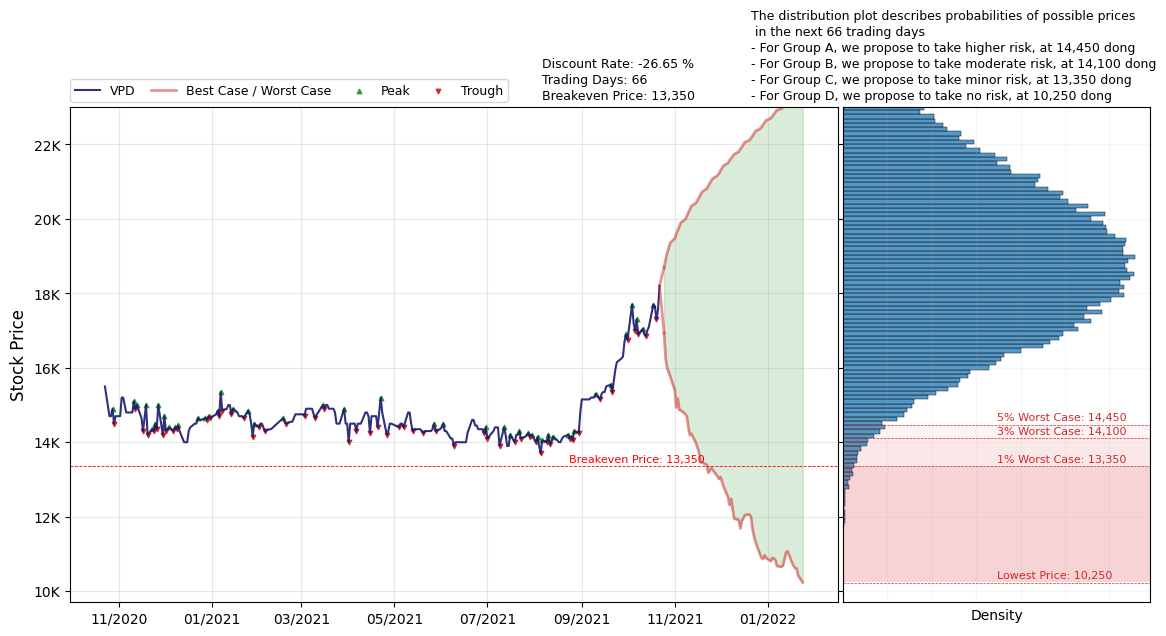 The distribution plot describes probabilities of possible prices
in the next 66 trading days
- For Group A, we propose to take higher risk, at 14,450 dong
- For Group B, we propose to take moderate risk, at 14,100 dong
- For Group C, we propose to take minor risk, at 13,350 dong
- For Group D, we propose to take no risk, at 10,250 dong
Discount Rate: -26.65 %
Trading Days: 66
Breakeven Price: 13,350
VPD
Best Case / Worst Case
Peak
Trough
Stock Price
22K
20K
18K
16K
14K
12K
10K
Breakeven Price: 13,350
5% Worst Case: 14,450
3% Worst Case: 14,100
1% Worst Case: 13,350
Lowest Price: 10,250
11/2020
01/2021
03/2021
05/2021
07/2021
09/2021
11/2021
01/2022
Density